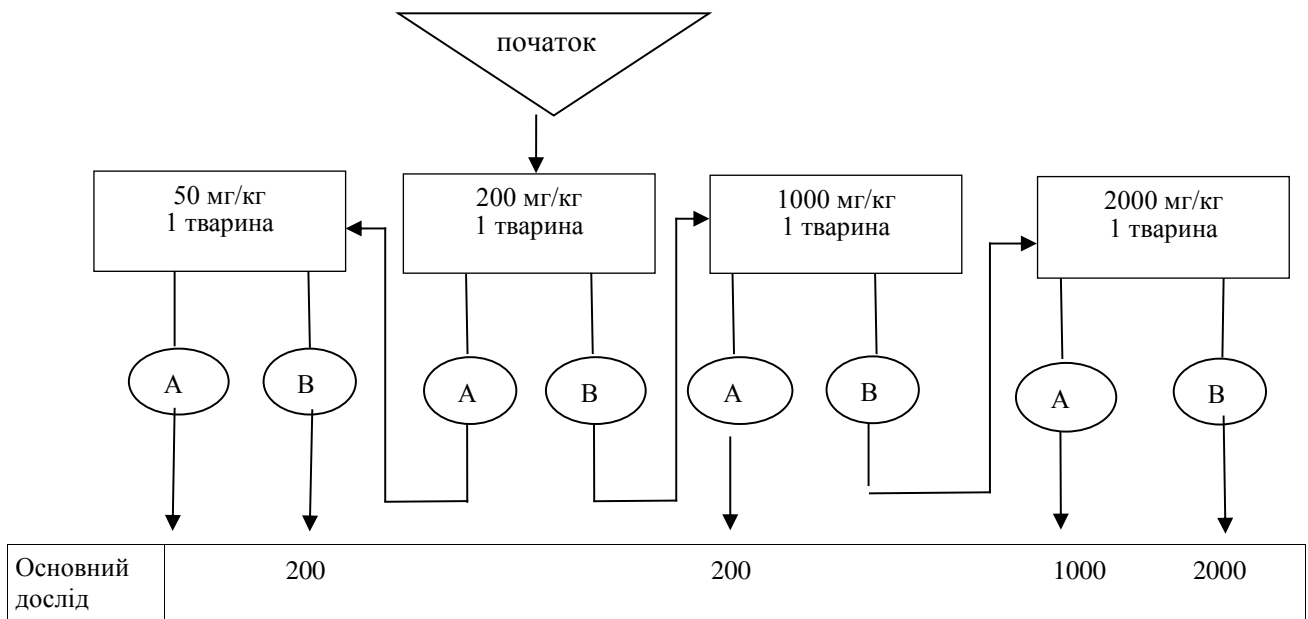 початок
50 мг/кг
1 тварина
200 мг/кг
1 тварина
1000 мг/кг
1 тварина
2000 мг/кг
1 тварина
А
В
А
В
А
В
А
В
Основний
дослід
200
200
1000
2000